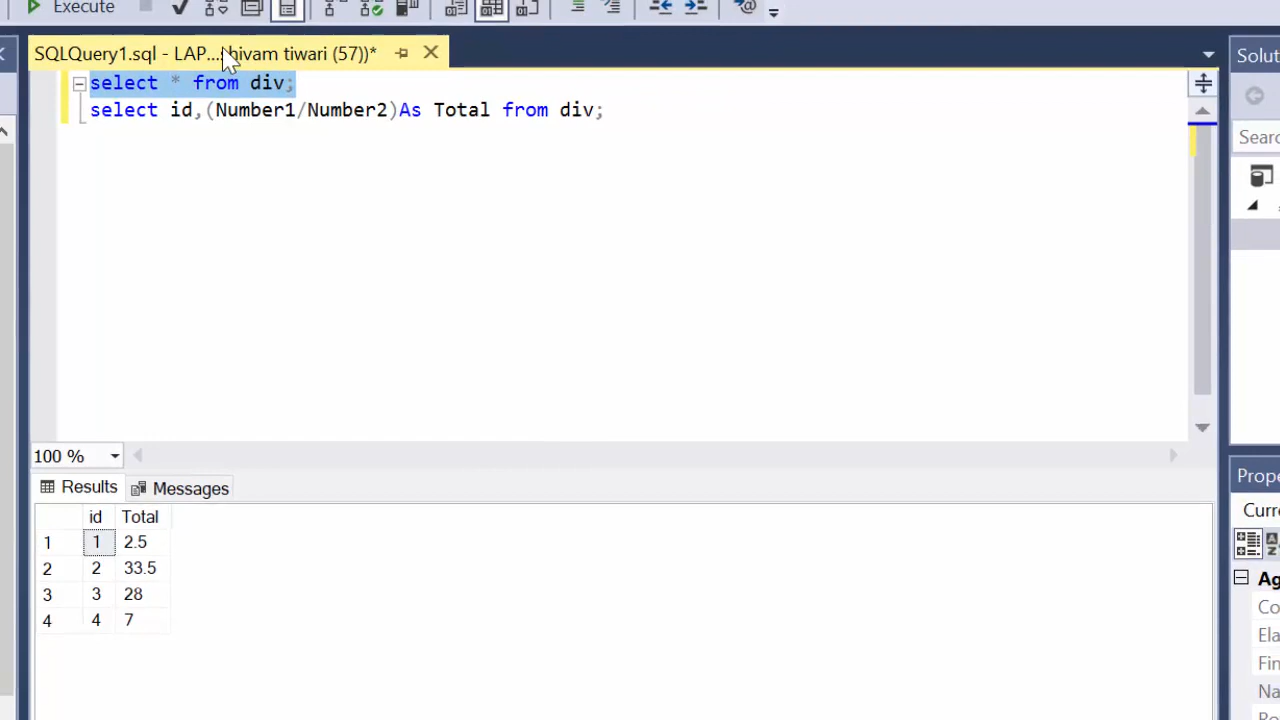 Execute
SQLQuery1.sql - LAP...hivam tiwari (57))*
select * from div;
select id,(Number1/Number2)As Total from div;
100 %
Results
Messages
id Total
1 1 2.5
2 2 33.5
3 3 28
4 4 7
Solut
Searc
Prope
Curre
Ag
Co
Ela
Fin
Na